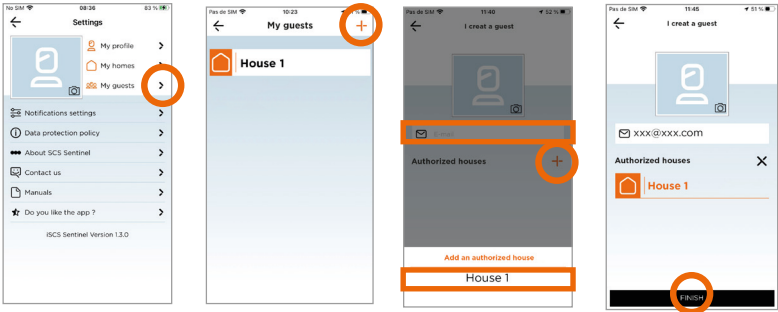 No SIM 08:36 83 %
Settings
My profile
My homes
My guests
Notifications settings
Data protection policy
About SCS Sentinel
Contact us
Manuals
Do you like the app ?
iSCS Sentinel Version 1.3.0
Pas de SIM 10:23
My guests
House 1
Pas de SIM 11:40 52 %
I creat a guest
E-mail
Authorized houses
Add an authorized house
House 1
Pas de SIM 11:45 51 %
I creat a guest
xxx@xxx.com
Authorized houses
House 1
FINISH